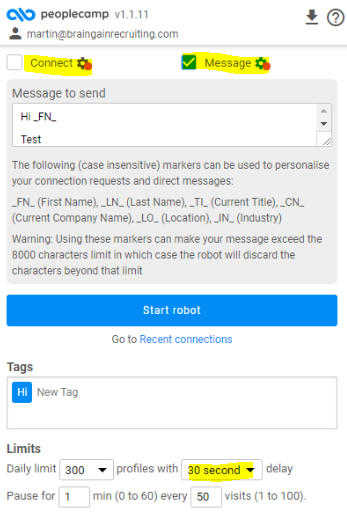 peoplecamp v1.1.11
martin@braingainrecruiting.com
Connect Message
Message to send
Hi _FN_
Test
The following (case insensitive) markers can be used to personalise
your connection requests and direct messages:
_FN_ (First Name), _LN_ (Last Name), _TI_ (Current Title), _CN_
(Current Company Name), _LO_ (Location), _IN_ (Industry)
Warning: Using these markers can make your message exceed the
8000 characters limit in which case the robot will discard the
characters beyond that limit
Start robot
Go to Recent connections
Tags
Hi New Tag
Limits
Daily limit 300 profiles with 30 second delay
Pause for 1 min (0 to 60) every 50 visits (1 to 100).